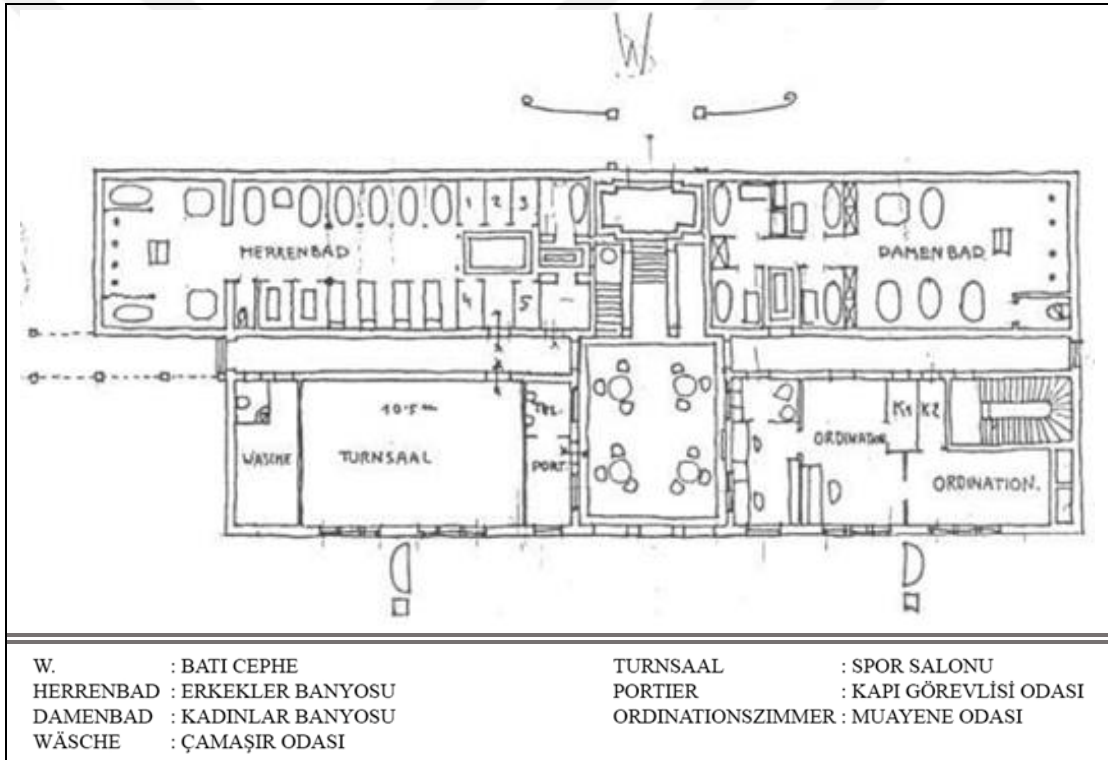 W
1 2 3
HERRENBAD
DAMENBAD
4 5
10.5 m
TEL.
K1 K2
WÄSCHE
TURNSAAL
PORT.
ORDINATION
ORDINATION.
W. : BATI CEPHE
HERRENBAD : ERKEKLER BANYOSU
DAMENBAD : KADINLAR BANYOSU
WÄSCHE : ÇAMAŞIR ODASI
TURNSAAL : SPOR SALONU
PORTIER : KAPI GÖREVLİSİ ODASI
ORDINATIONSZIMMER : MUAYENE ODASI